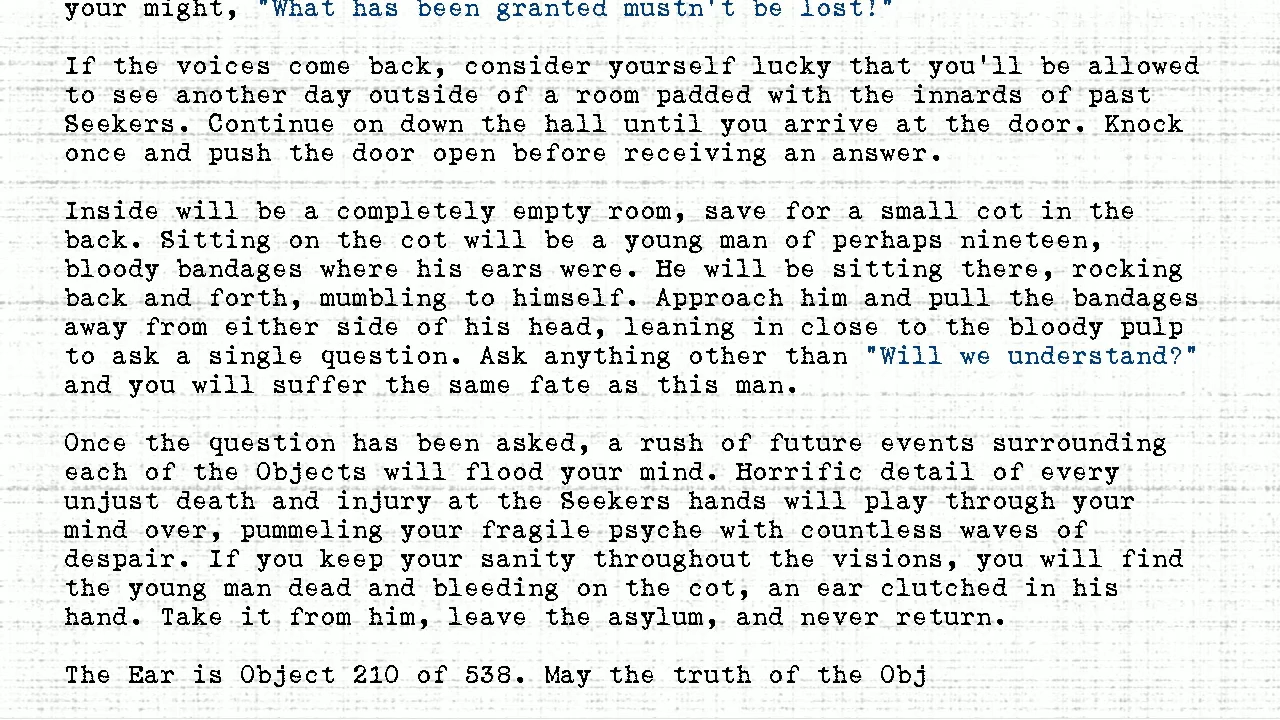 your might, "What has been granted mustn't be lost!"
If the voices come back, consider yourself lucky that you'll be allowed
to see another day outside of a room padded with the innards of past
Seekers. Continue on down the hall until you arrive at the door. Knock
once and push the door open before receiving an answer.
Inside will be a completely empty room, save for a small cot in the
back. Sitting on the cot will be a young man of perhaps nineteen,
bloody bandages where his ears were. He will be sitting there, rocking
back and forth, mumbling to himself. Approach him and pull the bandages
away from either side of his head, leaning in close to the bloody pulp
to ask a single question. Ask anything other than "Will we understand?"
and you will suffer the same fate as this man.
Once the question has been asked, a rush of future events surrounding
each of the Objects will flood your mind. Horrific detail of every
unjust death and injury at the Seekers hands will play through your
mind over, pummeling your fragile psyche with countless waves of
despair. If you keep your sanity throughout the visions, you will find
the young man dead and bleeding on the cot, an ear clutched in his
hand. Take it from him, leave the asylum, and never return.
The Ear is Object 210 of 538. May the truth of the Obj